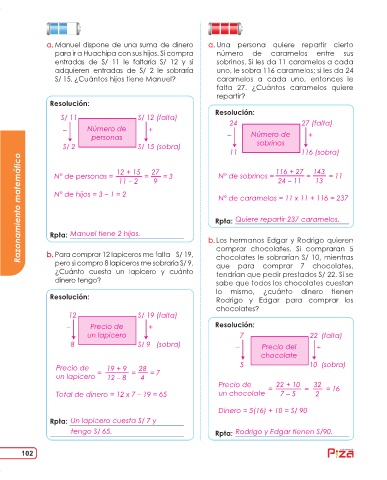 a. Manuel dispone de una suma de dinero
para ir a Huachipa con sus hijos. Si compra
entradas de S/ 11 le faltaría S/ 12 y si
adquieren entradas de S/ 2 le sobraría
S/ 15. ¿Cuántos hijos tiene Manuel?
Resolución:
S/ 11 S/ 12 (falta)
– Número de +
personas
S/ 2 S/ 15 (sobra)
N° de personas = 12 + 15 / 11 - 2 = 27 / 9 = 3
N° de hijos = 3 – 1 = 2
Rpta: Manuel tiene 2 hijos.
b. Para comprar 12 lapiceros me falta S/ 19,
pero si compro 8 lapiceros me sobraría S/ 9.
¿Cuánto cuesta un lapicero y cuánto
dinero tengo?
Resolución:
12 S/ 19 (falta)
– Precio de +
un lapicero
8 S/ 9 (sobra)
Precio de
un lapicero = 19 + 9 / 12 – 8 = 28 / 4 = 7
Total de dinero = 12 x 7 – 19 = 65
Rpta: Un lapicero cuesta S/ 7 y
tengo S/ 65.
a. Una persona quiere repartir cierto
número de caramelos entre sus
sobrinos. Si les da 11 caramelos a cada
uno, le sobra 116 caramelos; si les da 24
caramelos a cada uno, entonces le
falta 27. ¿Cuántos caramelos quiere
repartir?
Resolución:
24 27 (falta)
– Número de +
sobrinos
11 116 (sobra)
N° de sobrinos = 116 + 27 / 24 – 11 = 143 / 13 = 11
N° de caramelos = 11 x 11 + 116 = 237
Rpta: Quiere repartir 237 caramelos.
b. Los hermanos Edgar y Rodrigo quieren
comprar chocolates. Si compraran 5
chocolates le sobrarían S/ 10, mientras
que para comprar 7 chocolates,
tendrían que pedir prestados S/ 22. Si se
sabe que todos los chocolates cuestan
lo mismo, ¿cuánto dinero tienen
Rodrigo y Edgar para comprar los
chocolates?
Resolución:
7 22 (falta)
– Precio del +
chocolate
5 10 (sobra)
Precio de
un chocolate = 22 + 10 / 7 – 5 = 32 / 2 = 16
Dinero = 5(16) + 10 = S/ 90
Rpta: Rodrigo y Edgar tienen S/90.
Razonamiento matemático
102
Pizza